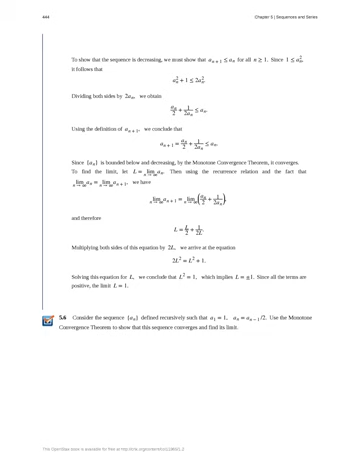 444
Chapter 5 | Sequences and Series
To show that the sequence is decreasing, we must show that a_{n + 1} ≤ a_n for all n ≥ 1. Since 1 ≤ a_n^2,
it follows that
a_n^2 + 1 ≤ 2a_n^2.
Dividing both sides by 2a_n, we obtain
a_n/2 + 1/(2a_n) ≤ a_n.
Using the definition of a_{n + 1}, we conclude that
a_{n + 1} = a_n/2 + 1/(2a_n) ≤ a_n.
Since {a_n} is bounded below and decreasing, by the Monotone Convergence Theorem, it converges.
To find the limit, let L = lim_{n → ∞} a_n. Then using the recurrence relation and the fact that
lim_{n → ∞} a_n = lim_{n → ∞} a_{n + 1}, we have
lim_{n → ∞} a_{n + 1} = lim_{n → ∞} (a_n/2 + 1/(2a_n)),
and therefore
L = L/2 + 1/(2L).
Multiplying both sides of this equation by 2L, we arrive at the equation
2L^2 = L^2 + 1.
Solving this equation for L, we conclude that L^2 = 1, which implies L = ±1. Since all the terms are
positive, the limit L = 1.
5.6 Consider the sequence {a_n} defined recursively such that a_1 = 1, a_n = a_{n − 1}/2. Use the Monotone
Convergence Theorem to show that this sequence converges and find its limit.
This OpenStax book is available for free at http://cnx.org/content/col11965/1.2